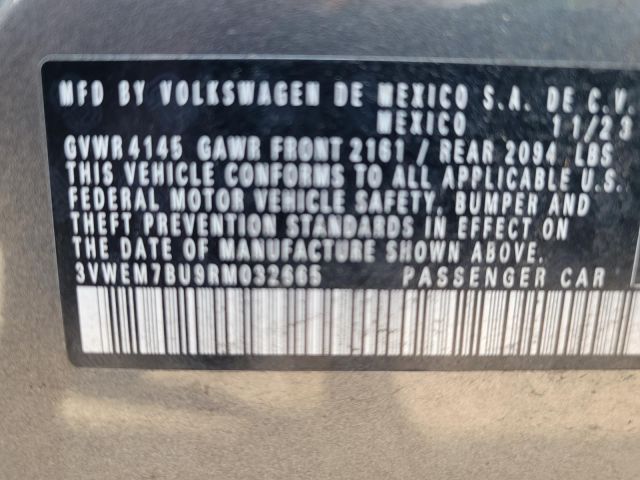 MFD BY VOLKSWAGEN DE MEXICO S.A. DE C.V.
MEXICO 11/23
GVWR 4145 GAWR FRONT 2161 / REAR 2094 LBS
THIS VEHICLE CONFORMS TO ALL APPLICABLE U.S.
FEDERAL MOTOR VEHICLE SAFETY, BUMPER AND
THEFT PREVENTION STANDARDS IN EFFECT ON
THE DATE OF MANUFACTURE SHOWN ABOVE.
3VWEM7BU9RM032665 PASSENGER CAR